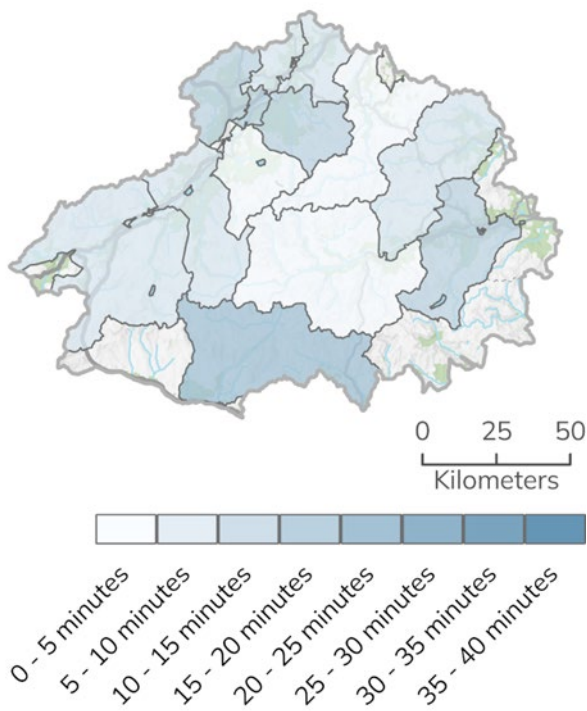 0 25 50
Kilometers
0 - 5 minutes
5 - 10 minutes
10 - 15 minutes
15 - 20 minutes
20 - 25 minutes
25 - 30 minutes
30 - 35 minutes
35 - 40 minutes